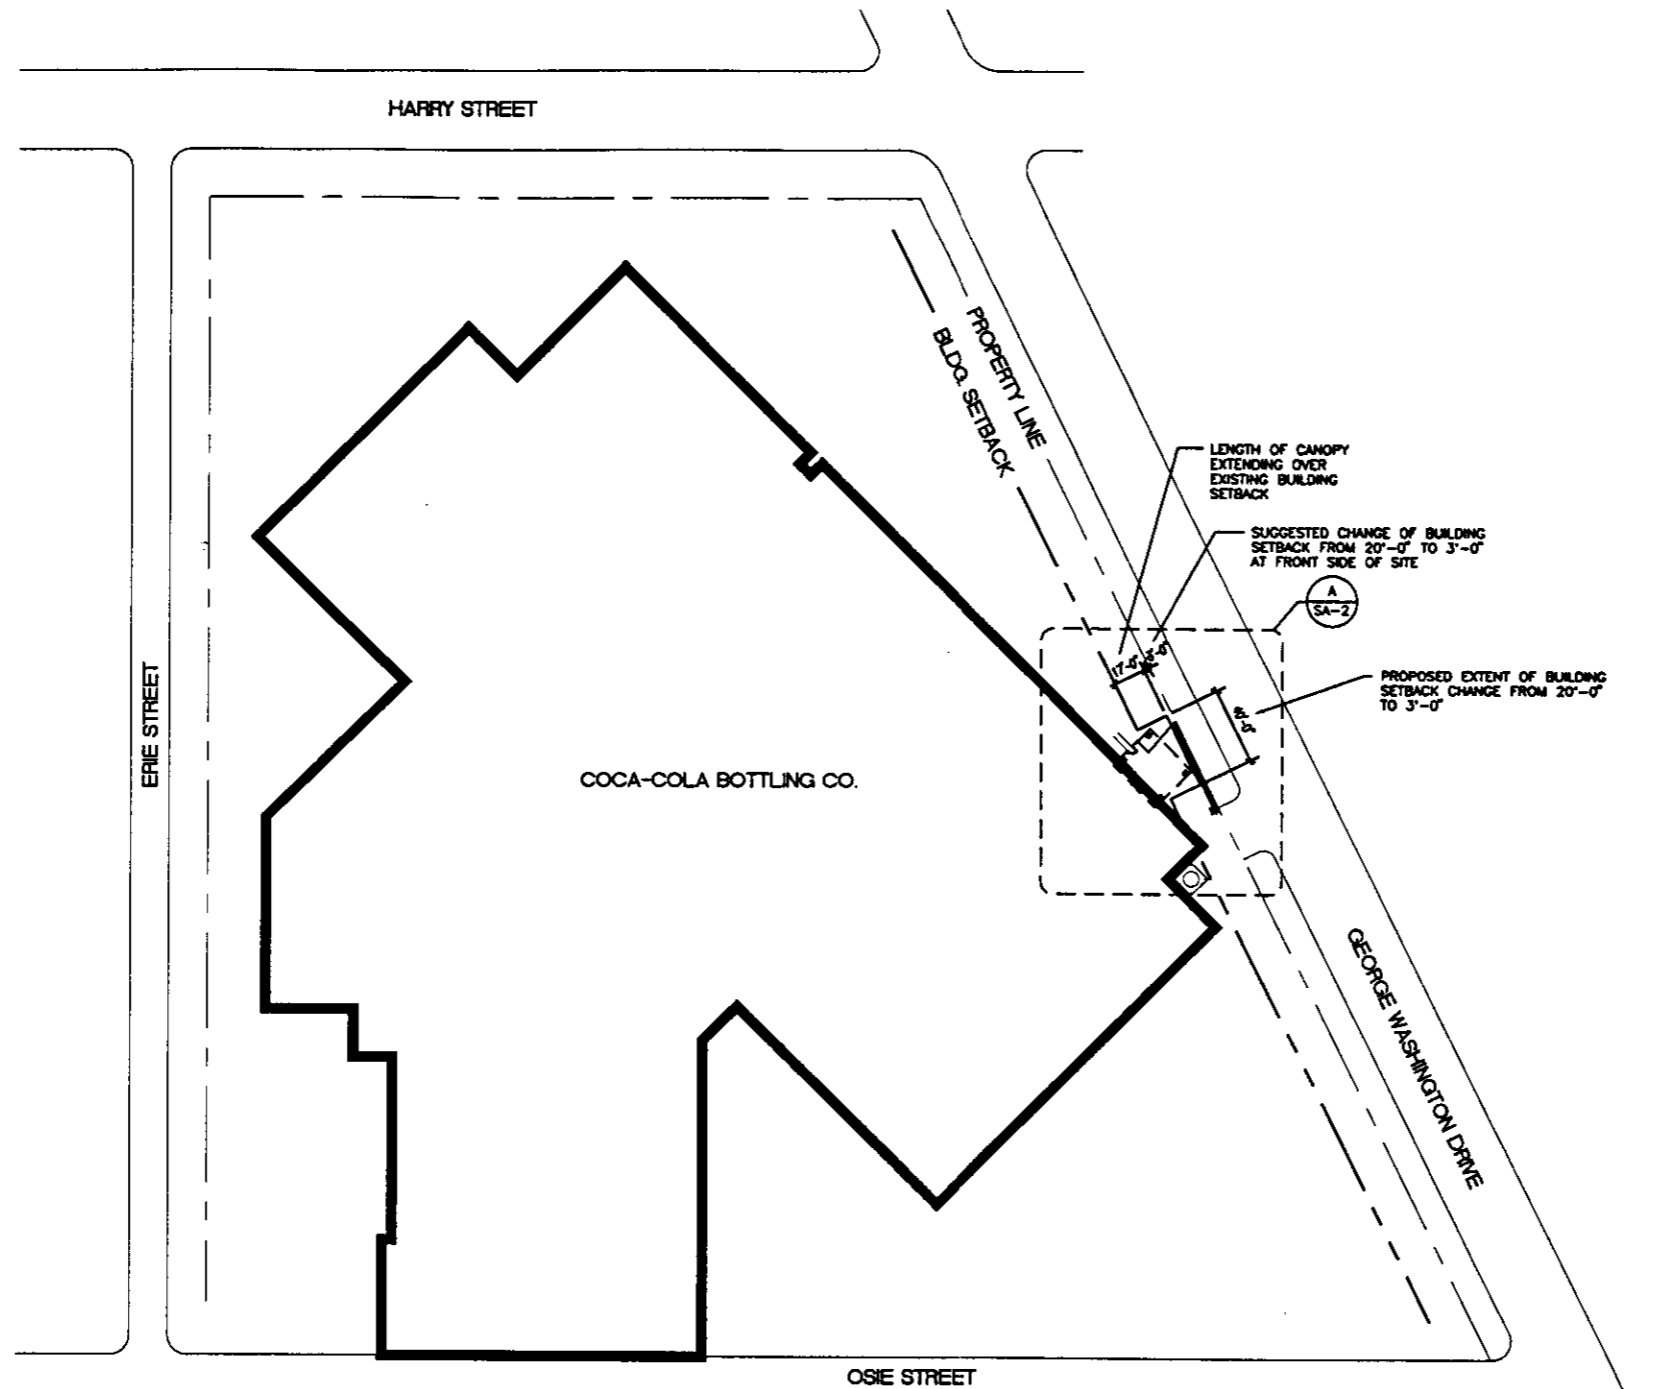 HARRY STREET
PROPERTY LINE
BLDG. SETBACK
LENGTH OF CANOPY
EXTENDING OVER
EXISTING BUILDING
SETBACK
SUGGESTED CHANGE OF BUILDING
SETBACK FROM 20'-0" TO 3'-0"
AT FRONT SIDE OF SITE
A
SA-2
17'-0"
3'-0"
PROPOSED EXTENT OF BUILDING
SETBACK CHANGE FROM 20'-0"
TO 3'-0"
ERIE STREET
COCA-COLA BOTTLING CO.
GEORGE WASHINGTON DRIVE
OSIE STREET